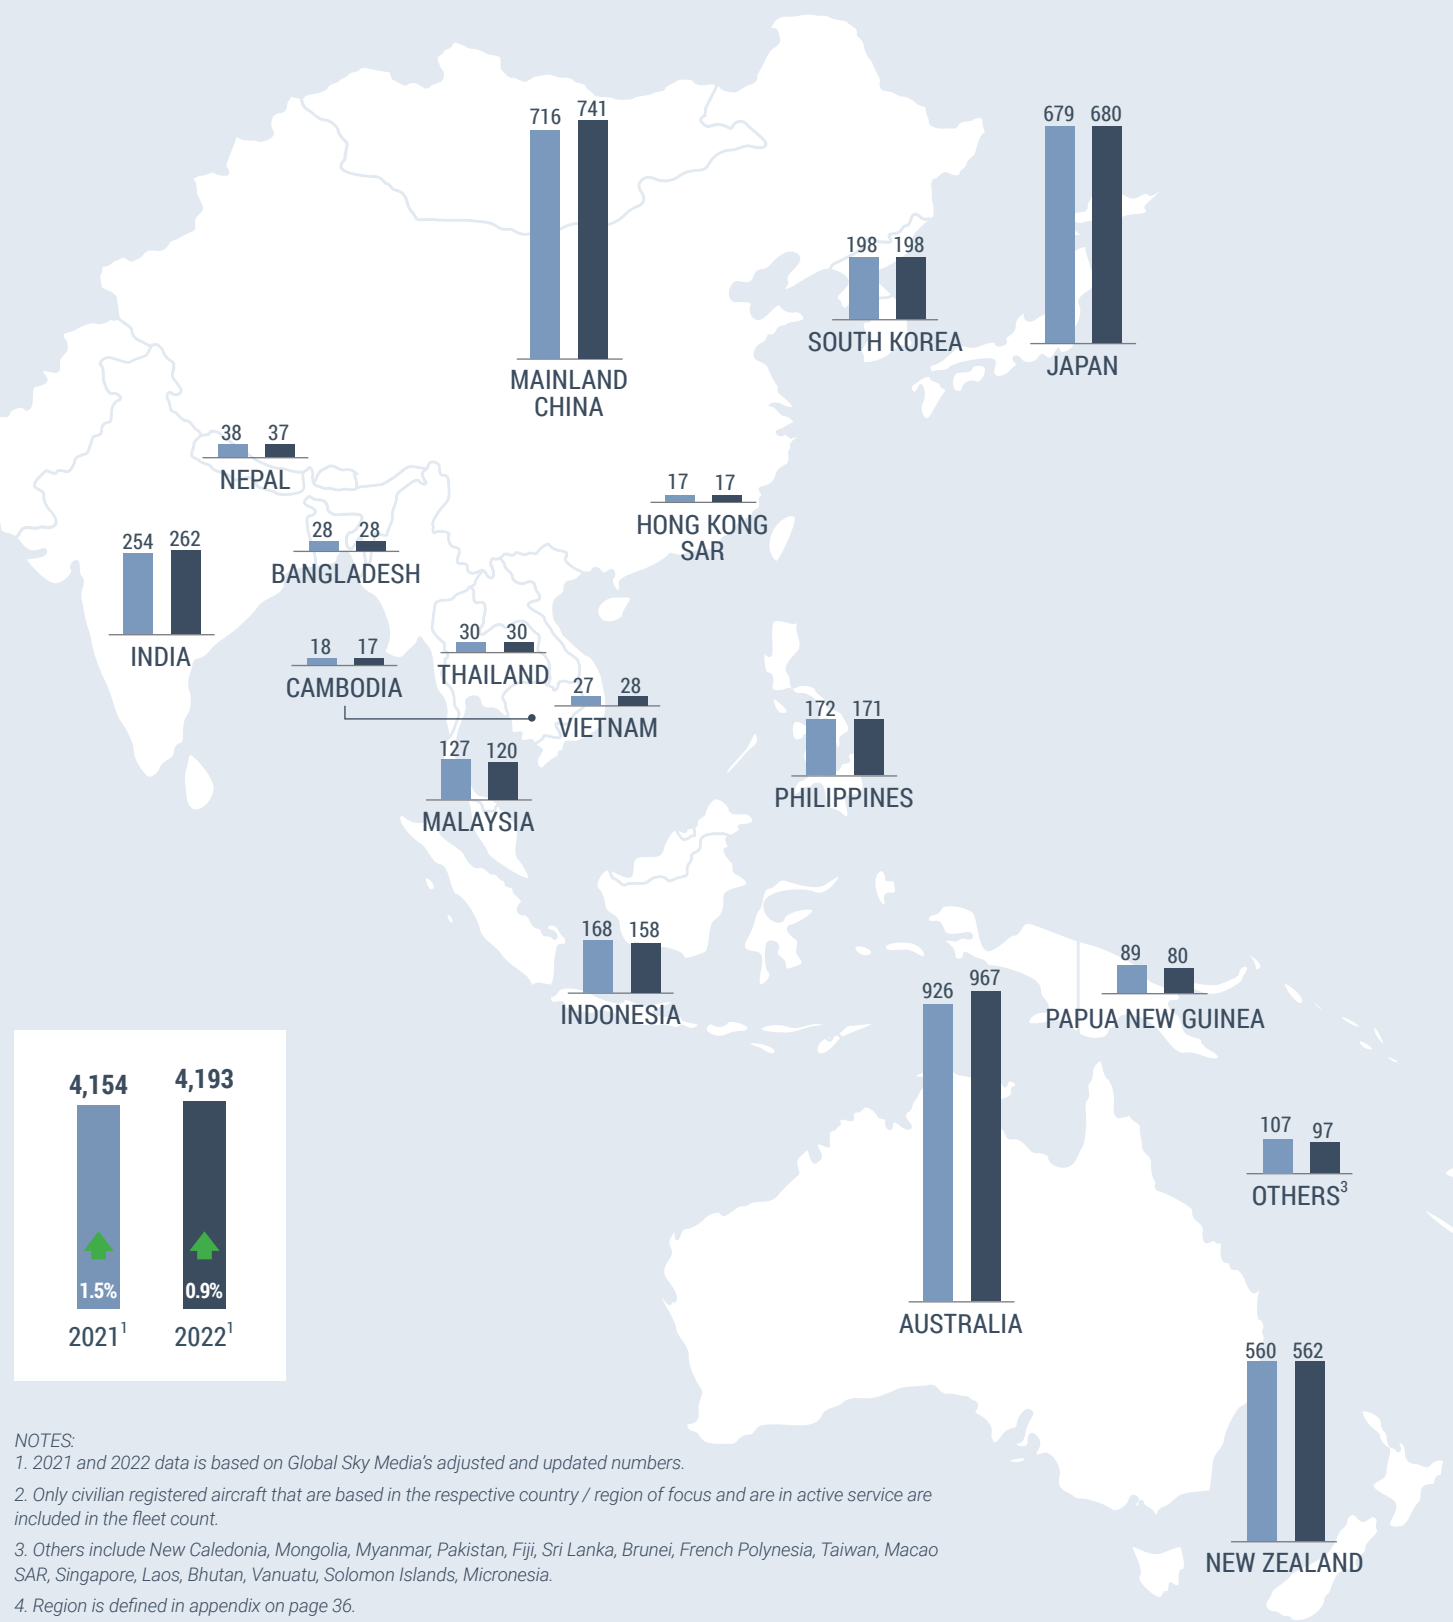 716 741
MAINLAND
CHINA
679 680
JAPAN
198 198
SOUTH KOREA
38 37
NEPAL
17 17
HONG KONG
SAR
254 262
INDIA
28 28
BANGLADESH
18 17
CAMBODIA
30 30
THAILAND
27 28
VIETNAM
172 171
PHILIPPINES
127 120
MALAYSIA
168 158
INDONESIA
89 80
PAPUA NEW GUINEA
926 967
AUSTRALIA
107 97
OTHERS³
560 562
NEW ZEALAND
4,154 4,193
1.5% 0.9%
2021¹ 2022¹
NOTES:
1. 2021 and 2022 data is based on Global Sky Media's adjusted and updated numbers.
2. Only civilian registered aircraft that are based in the respective country / region of focus and are in active service are
included in the fleet count.
3. Others include New Caledonia, Mongolia, Myanmar, Pakistan, Fiji, Sri Lanka, Brunei, French Polynesia, Taiwan, Macao
SAR, Singapore, Laos, Bhutan, Vanuatu, Solomon Islands, Micronesia.
4. Region is defined in appendix on page 36.